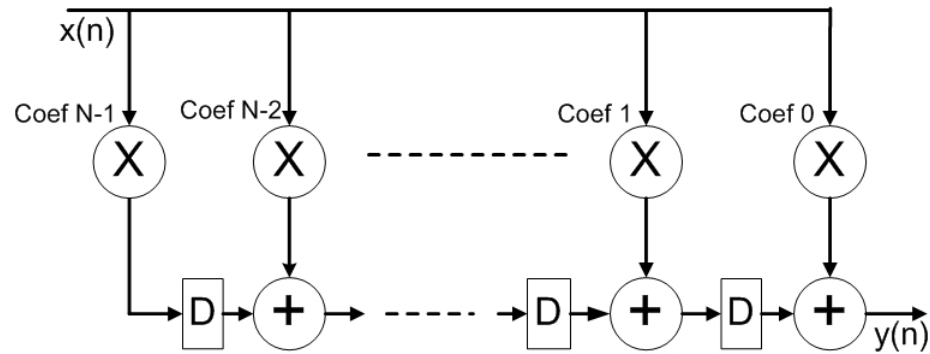 x(n)
Coef N-1
Coef N-2
Coef 1
Coef 0
X
X
X
X
D
+
D
+
D
+
y(n)